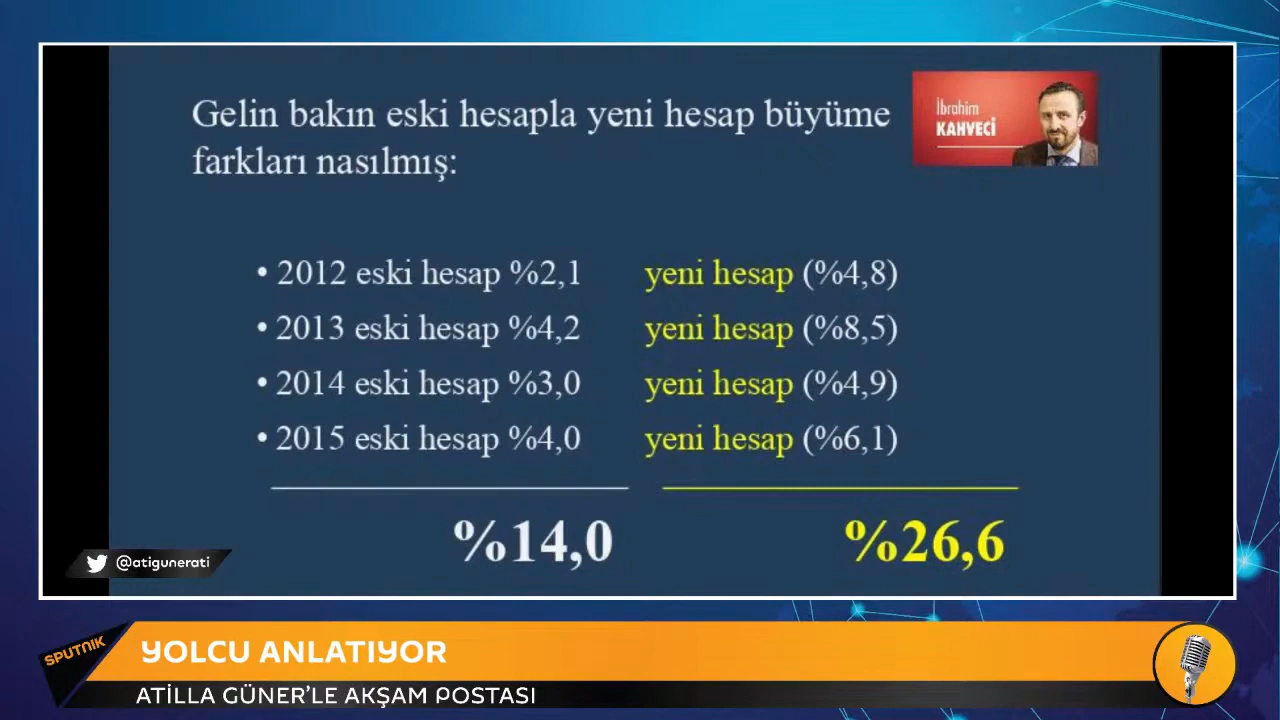 Gelin bakın eski hesapla yeni hesap büyüme
farkları nasılmış:
İbrahim
KAHVECİ
• 2012 eski hesap %2,1 yeni hesap (%4,8)
• 2013 eski hesap %4,2 yeni hesap (%8,5)
• 2014 eski hesap %3,0 yeni hesap (%4,9)
• 2015 eski hesap %4,0 yeni hesap (%6,1)
%14,0 %26,6
@atigunerati
SPUTNİK
YOLCU ANLATIYOR
ATİLLA GÜNER'LE AKŞAM POSTASI